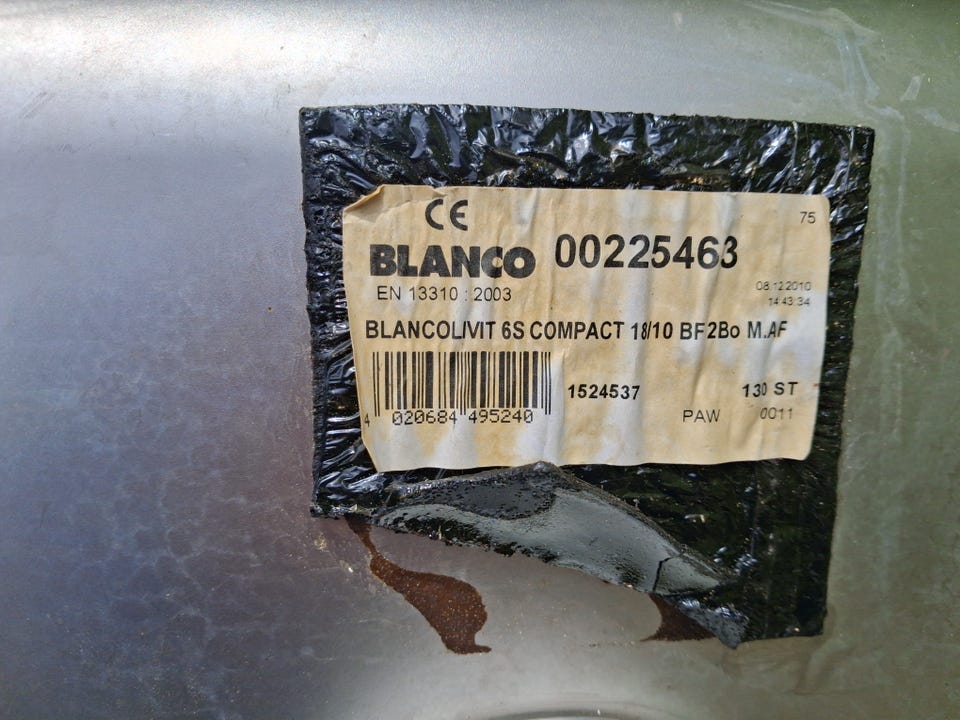 CE
75
BLANCO 00225463
EN 13310 : 2003
08.12.2010
14:43:34
BLANCOLIVIT 6S COMPACT 18/10 BF2Bo M.AF
1524537
130 ST
4 020684 495240
PAW
0011